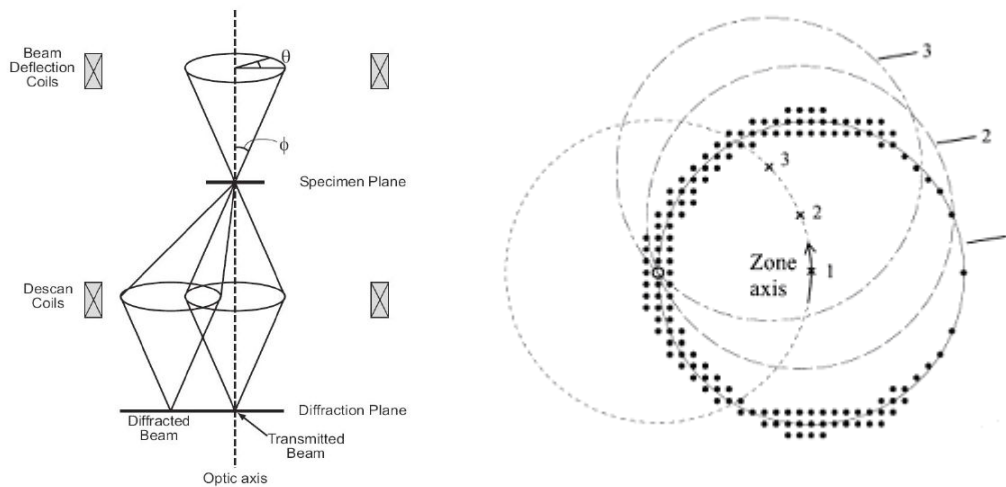 Beam
Deflection
Coils
θ
ϕ
Specimen Plane
Descan
Coils
Diffraction Plane
Diffracted
Beam
Transmitted
Beam
Optic axis
3
2
3
2
Zone
axis
1